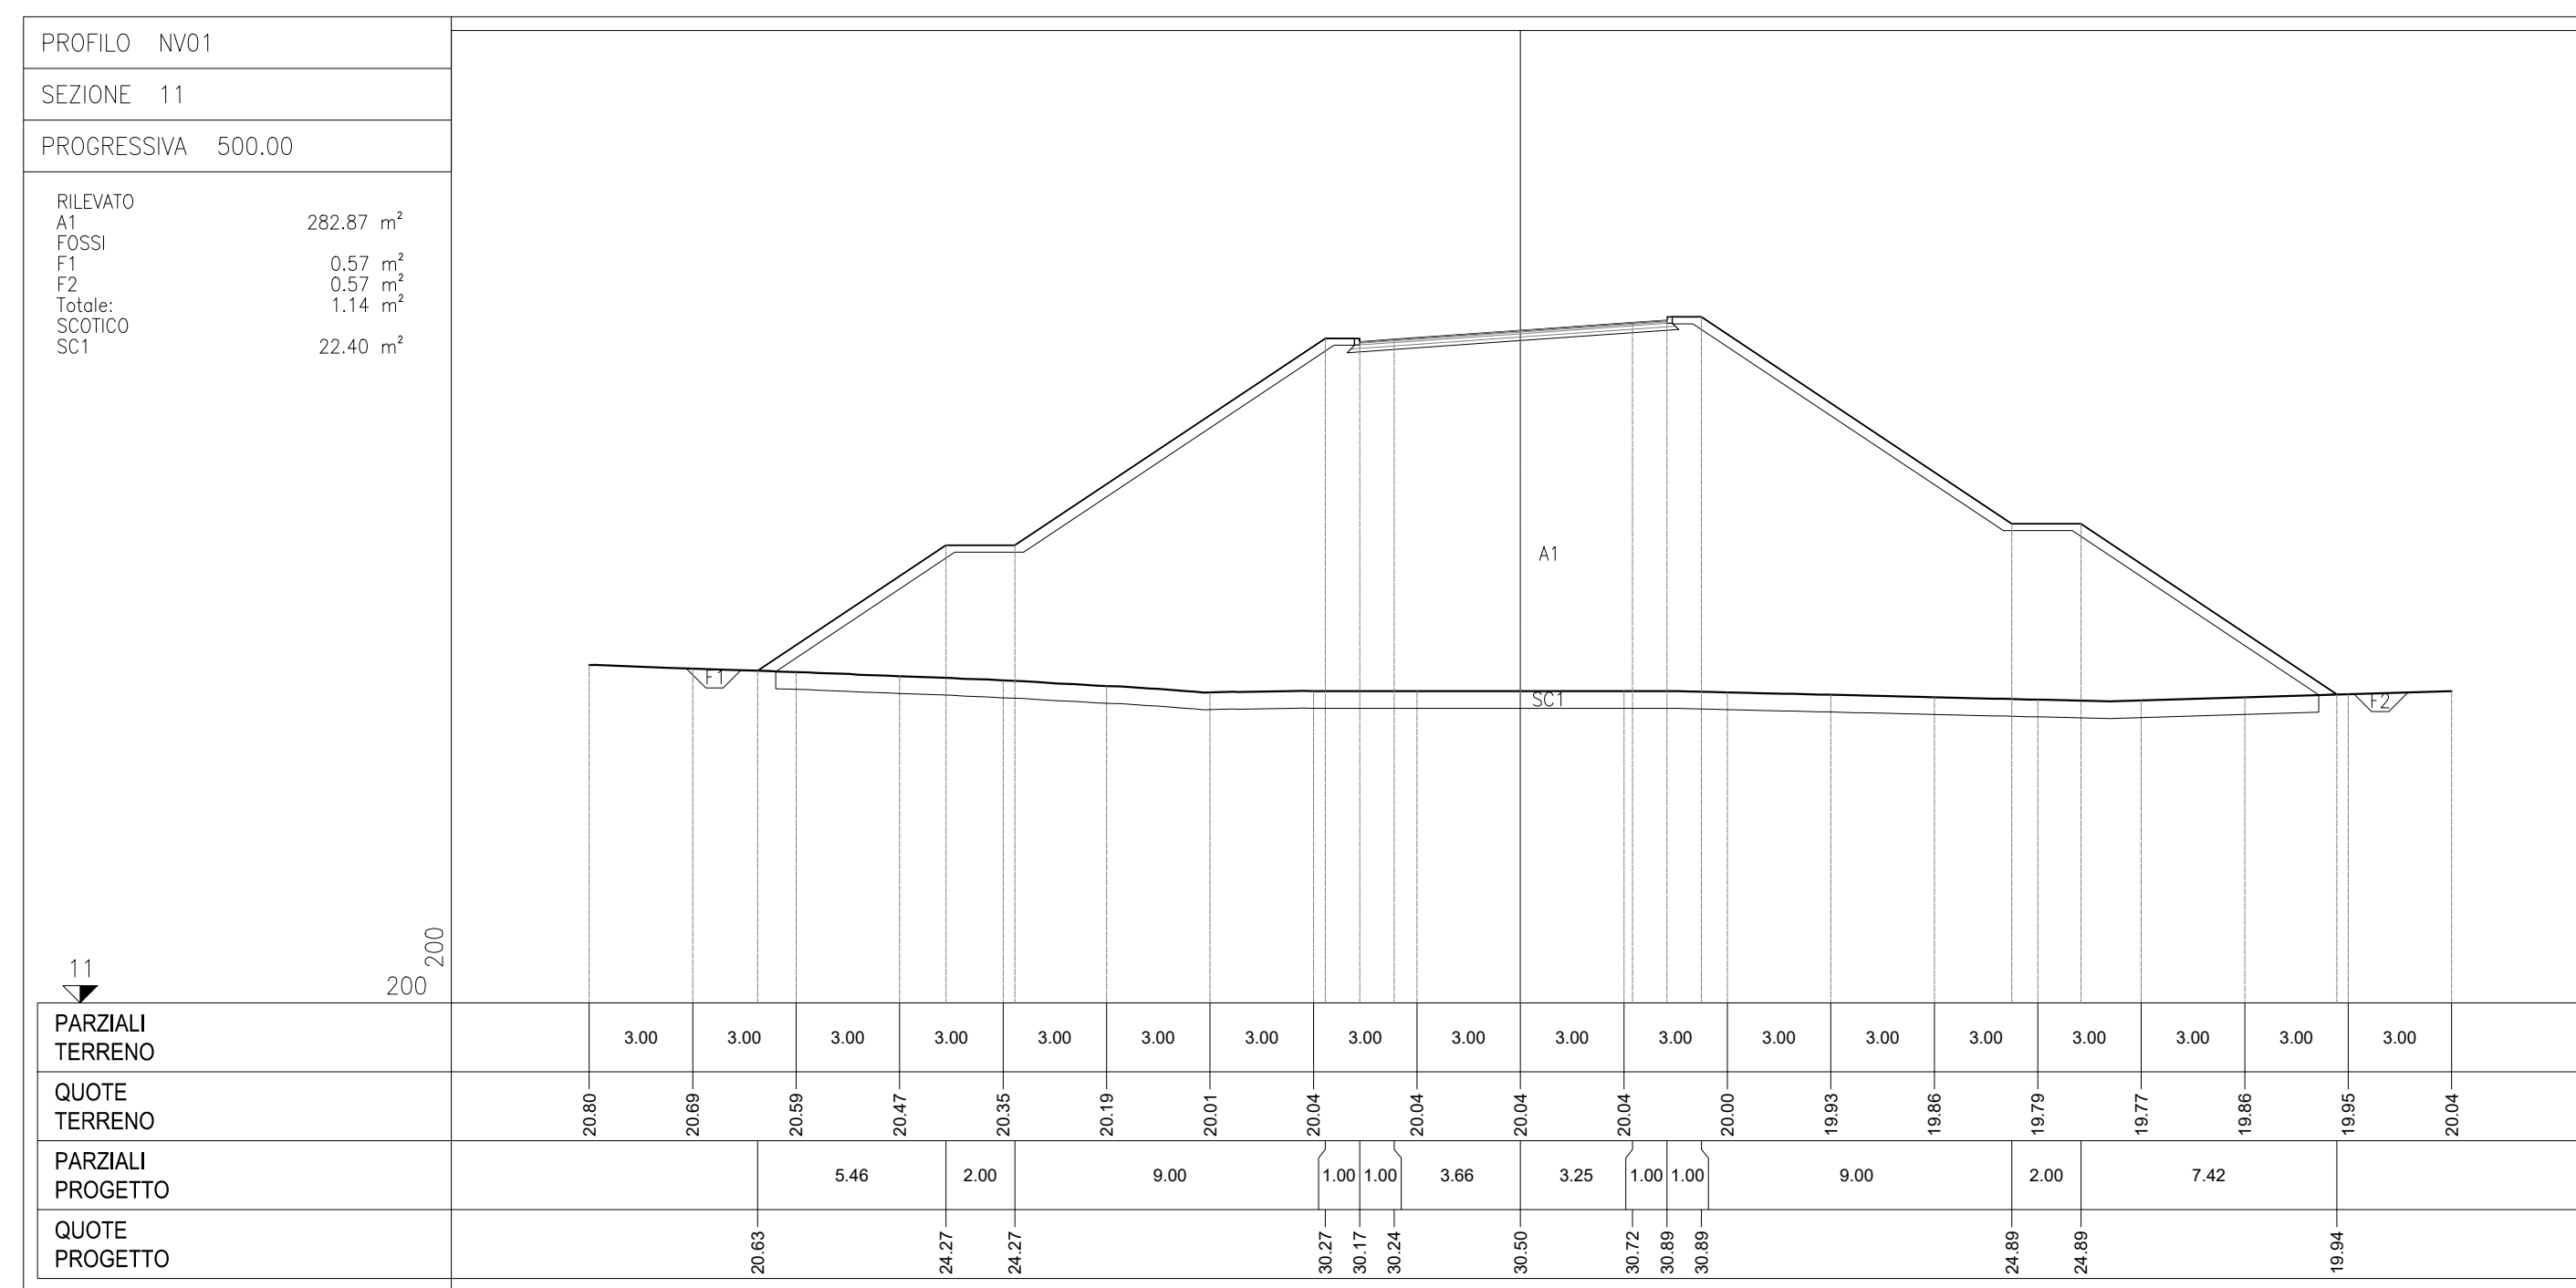 PROFILO NV01
SEZIONE 11
PROGRESSIVA 500.00
RILEVATO
A1 282.87 m²
FOSSI
F1 0.57 m²
F2 0.57 m²
Totale: 1.14 m²
SCOTICO
SC1 22.40 m²
A1
F1
SC1
F2
200
11
200
PARZIALI
TERRENO
3.00 3.00 3.00 3.00 3.00 3.00 3.00 3.00 3.00 3.00 3.00 3.00 3.00 3.00 3.00 3.00 3.00 3.00
QUOTE
TERRENO
20.80 20.69 20.59 20.47 20.35 20.19 20.01 20.04 20.04 20.04 20.04 20.00 19.93 19.86 19.79 19.77 19.86 19.95 20.04
PARZIALI
PROGETTO
5.46 2.00 9.00 1.00 1.00 3.66 3.25 1.00 1.00 9.00 2.00 7.42
QUOTE
PROGETTO
20.63 24.27 24.27 30.27 30.17 30.24 30.50 30.72 30.89 30.89 24.89 24.89 19.94